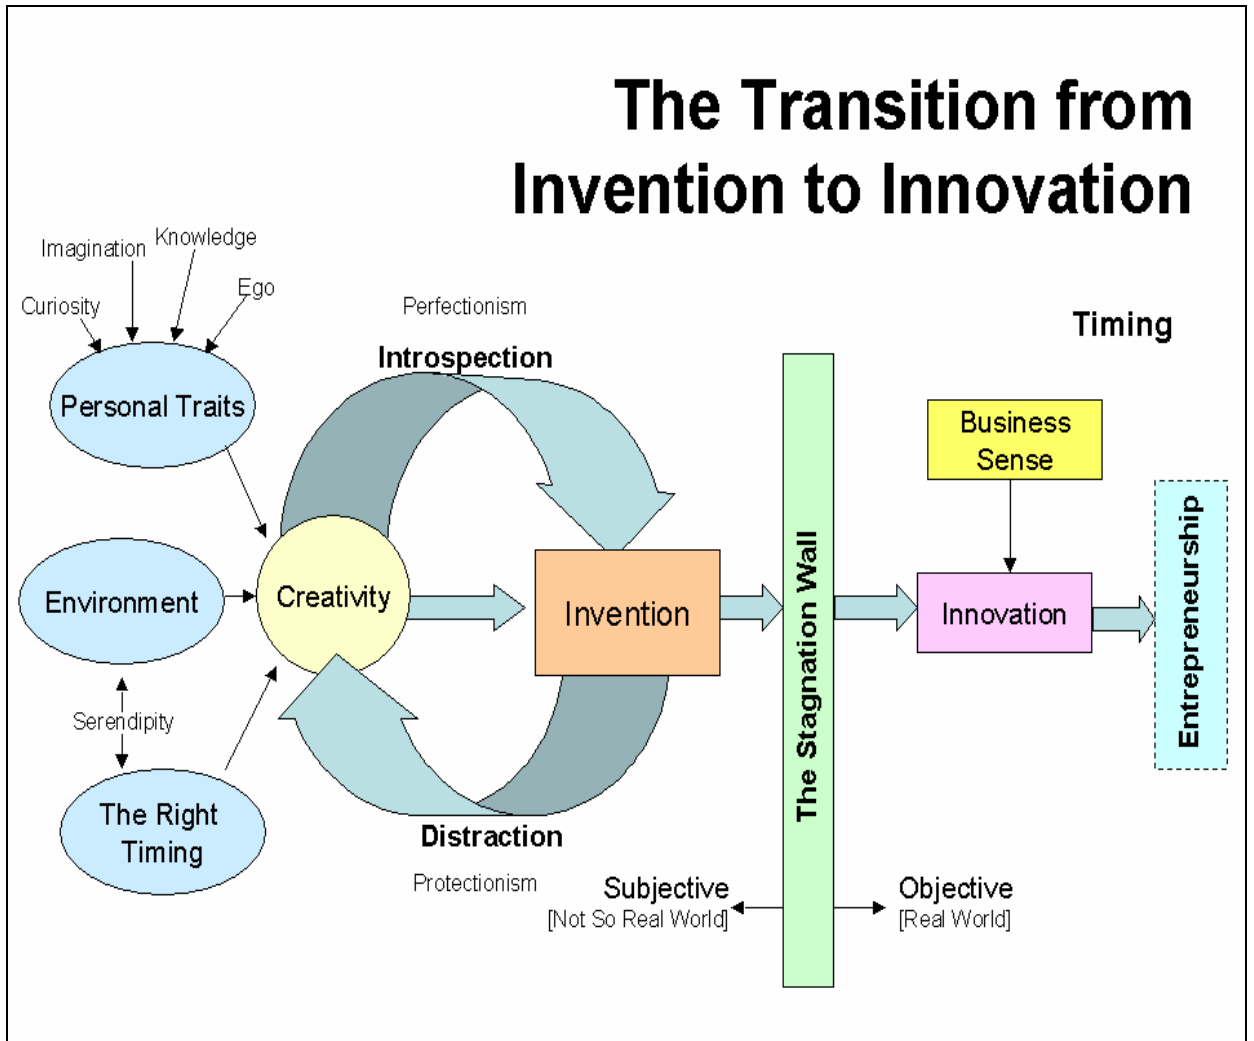 The Transition from
Invention to Innovation
Knowledge
Imagination
Ego
Curiosity
Perfectionism
Timing
Introspection
Personal Traits
Business
Sense
Entrepreneurship
The Stagnation Wall
Environment
Creativity
Invention
Innovation
Serendipity
The Right
Timing
Distraction
Protectionism
Subjective
[Not So Real World]
Objective
[Real World]